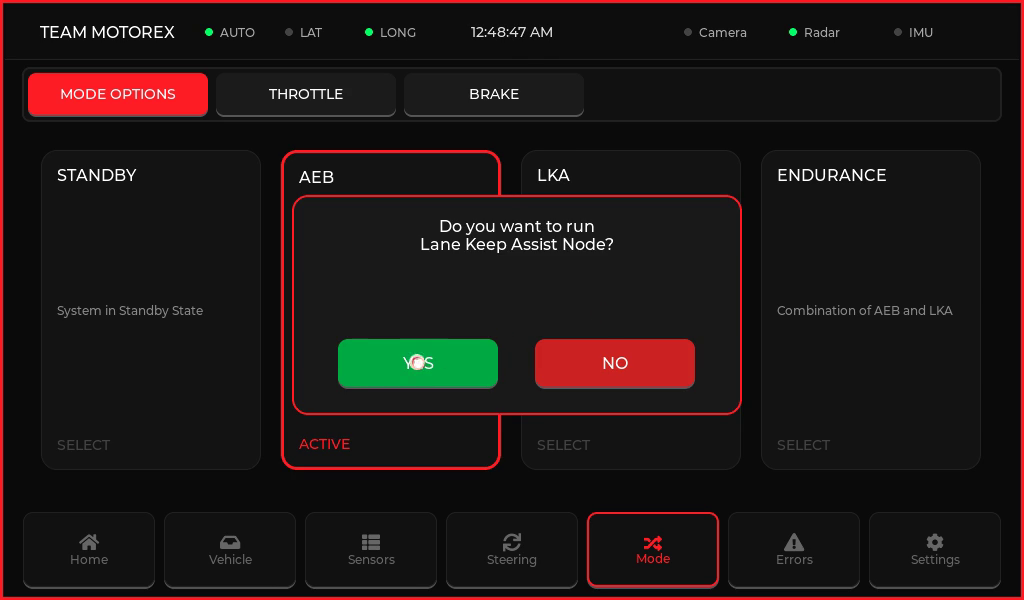 TEAM MOTOREX AUTO LAT LONG 12:48:47 AM Camera Radar IMU
MODE OPTIONS THROTTLE BRAKE
STANDBY AEB LKA ENDURANCE
Do you want to run
Lane Keep Assist Node?
System in Standby State Combination of AEB and LKA
YES NO
SELECT ACTIVE SELECT SELECT
Home Vehicle Sensors Steering Mode Errors Settings